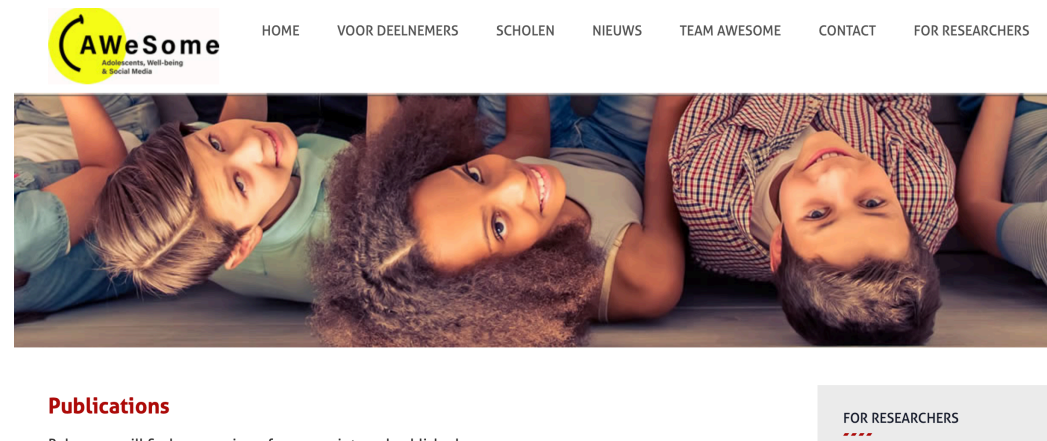 AWeSome
Adolescents, Well-being
& Social Media
HOME VOOR DEELNEMERS SCHOLEN NIEUWS TEAM AWESOME CONTACT FOR RESEARCHERS
Publications
FOR RESEARCHERS